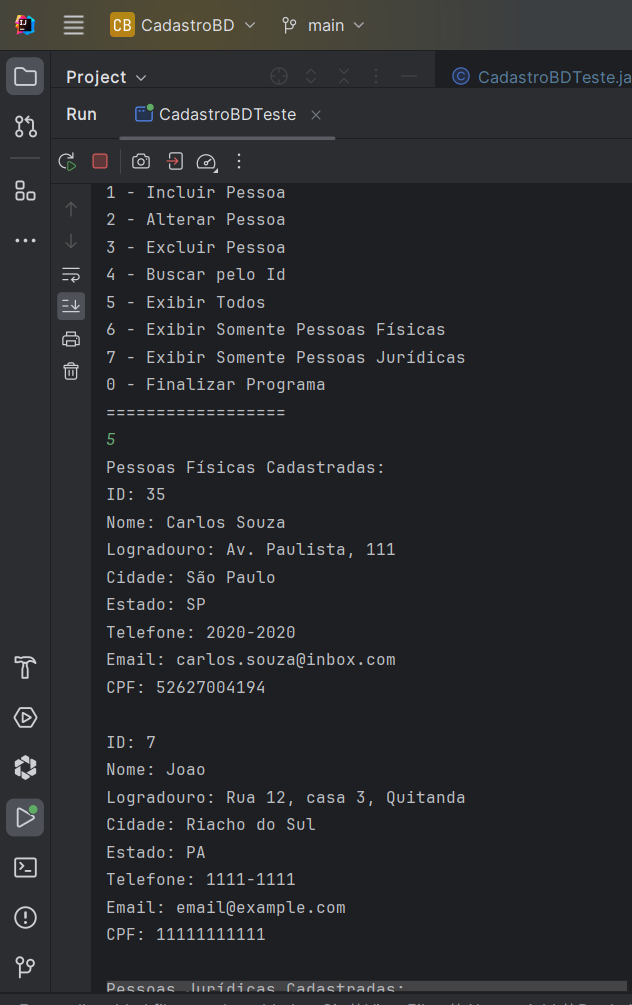 CB CadastroBD main
Project
CadastroBDTeste.ja
Run CadastroBDTeste
1 - Incluir Pessoa
2 - Alterar Pessoa
3 - Excluir Pessoa
4 - Buscar pelo Id
5 - Exibir Todos
6 - Exibir Somente Pessoas Físicas
7 - Exibir Somente Pessoas Jurídicas
0 - Finalizar Programa
==================
5
Pessoas Físicas Cadastradas:
ID: 35
Nome: Carlos Souza
Logradouro: Av. Paulista, 111
Cidade: São Paulo
Estado: SP
Telefone: 2020-2020
Email: carlos.souza@inbox.com
CPF: 52627004194
ID: 7
Nome: Joao
Logradouro: Rua 12, casa 3, Quitanda
Cidade: Riacho do Sul
Estado: PA
Telefone: 1111-1111
Email: email@example.com
CPF: 11111111111
Pessoas Jurídicas Cadastradas: